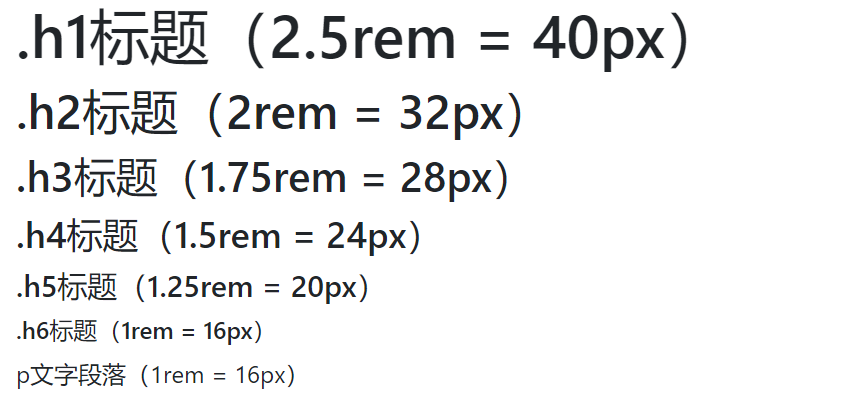 .h1标题（2.5rem = 40px）
.h2标题（2rem = 32px）
.h3标题（1.75rem = 28px）
.h4标题（1.5rem = 24px）
.h5标题（1.25rem = 20px）
.h6标题（1rem = 16px）
p文字段落（1rem = 16px）